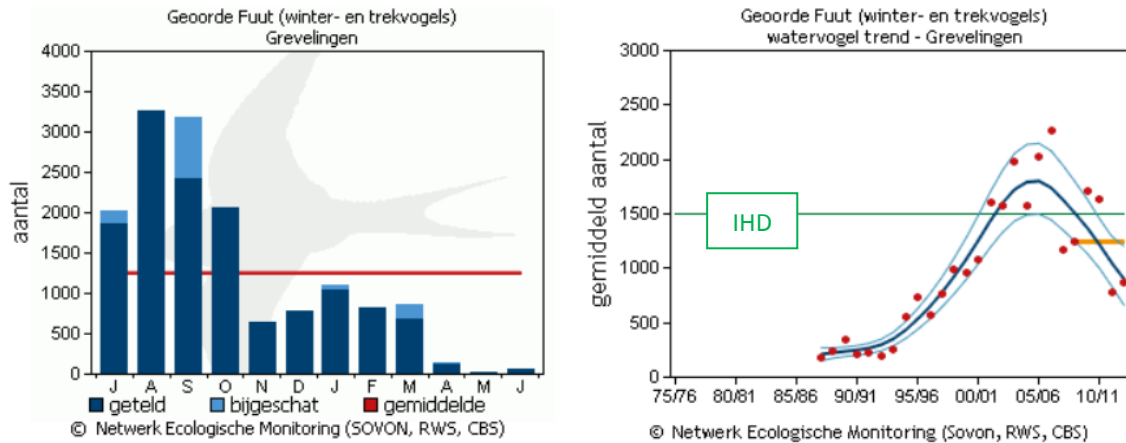 Geoorde Fuut (winter- en trekvogels)
Grevelingen
4000
3500
3000
2500
2000
1500
1000
500
0
aantal
J A S O N D J F M A M J
geteld bijgeschat gemiddelde
© Netwerk Ecologische Monitoring (SOVON, RWS, CBS)
Geoorde Fuut (winter- en trekvogels)
watervogel trend - Grevelingen
3000
2500
2000
1500
1000
500
0
gemiddeld aantal
IHD
75/76 80/81 85/86 90/91 95/96 00/01 05/06 10/11
© Netwerk Ecologische Monitoring (Sovon, RWS, CBS)